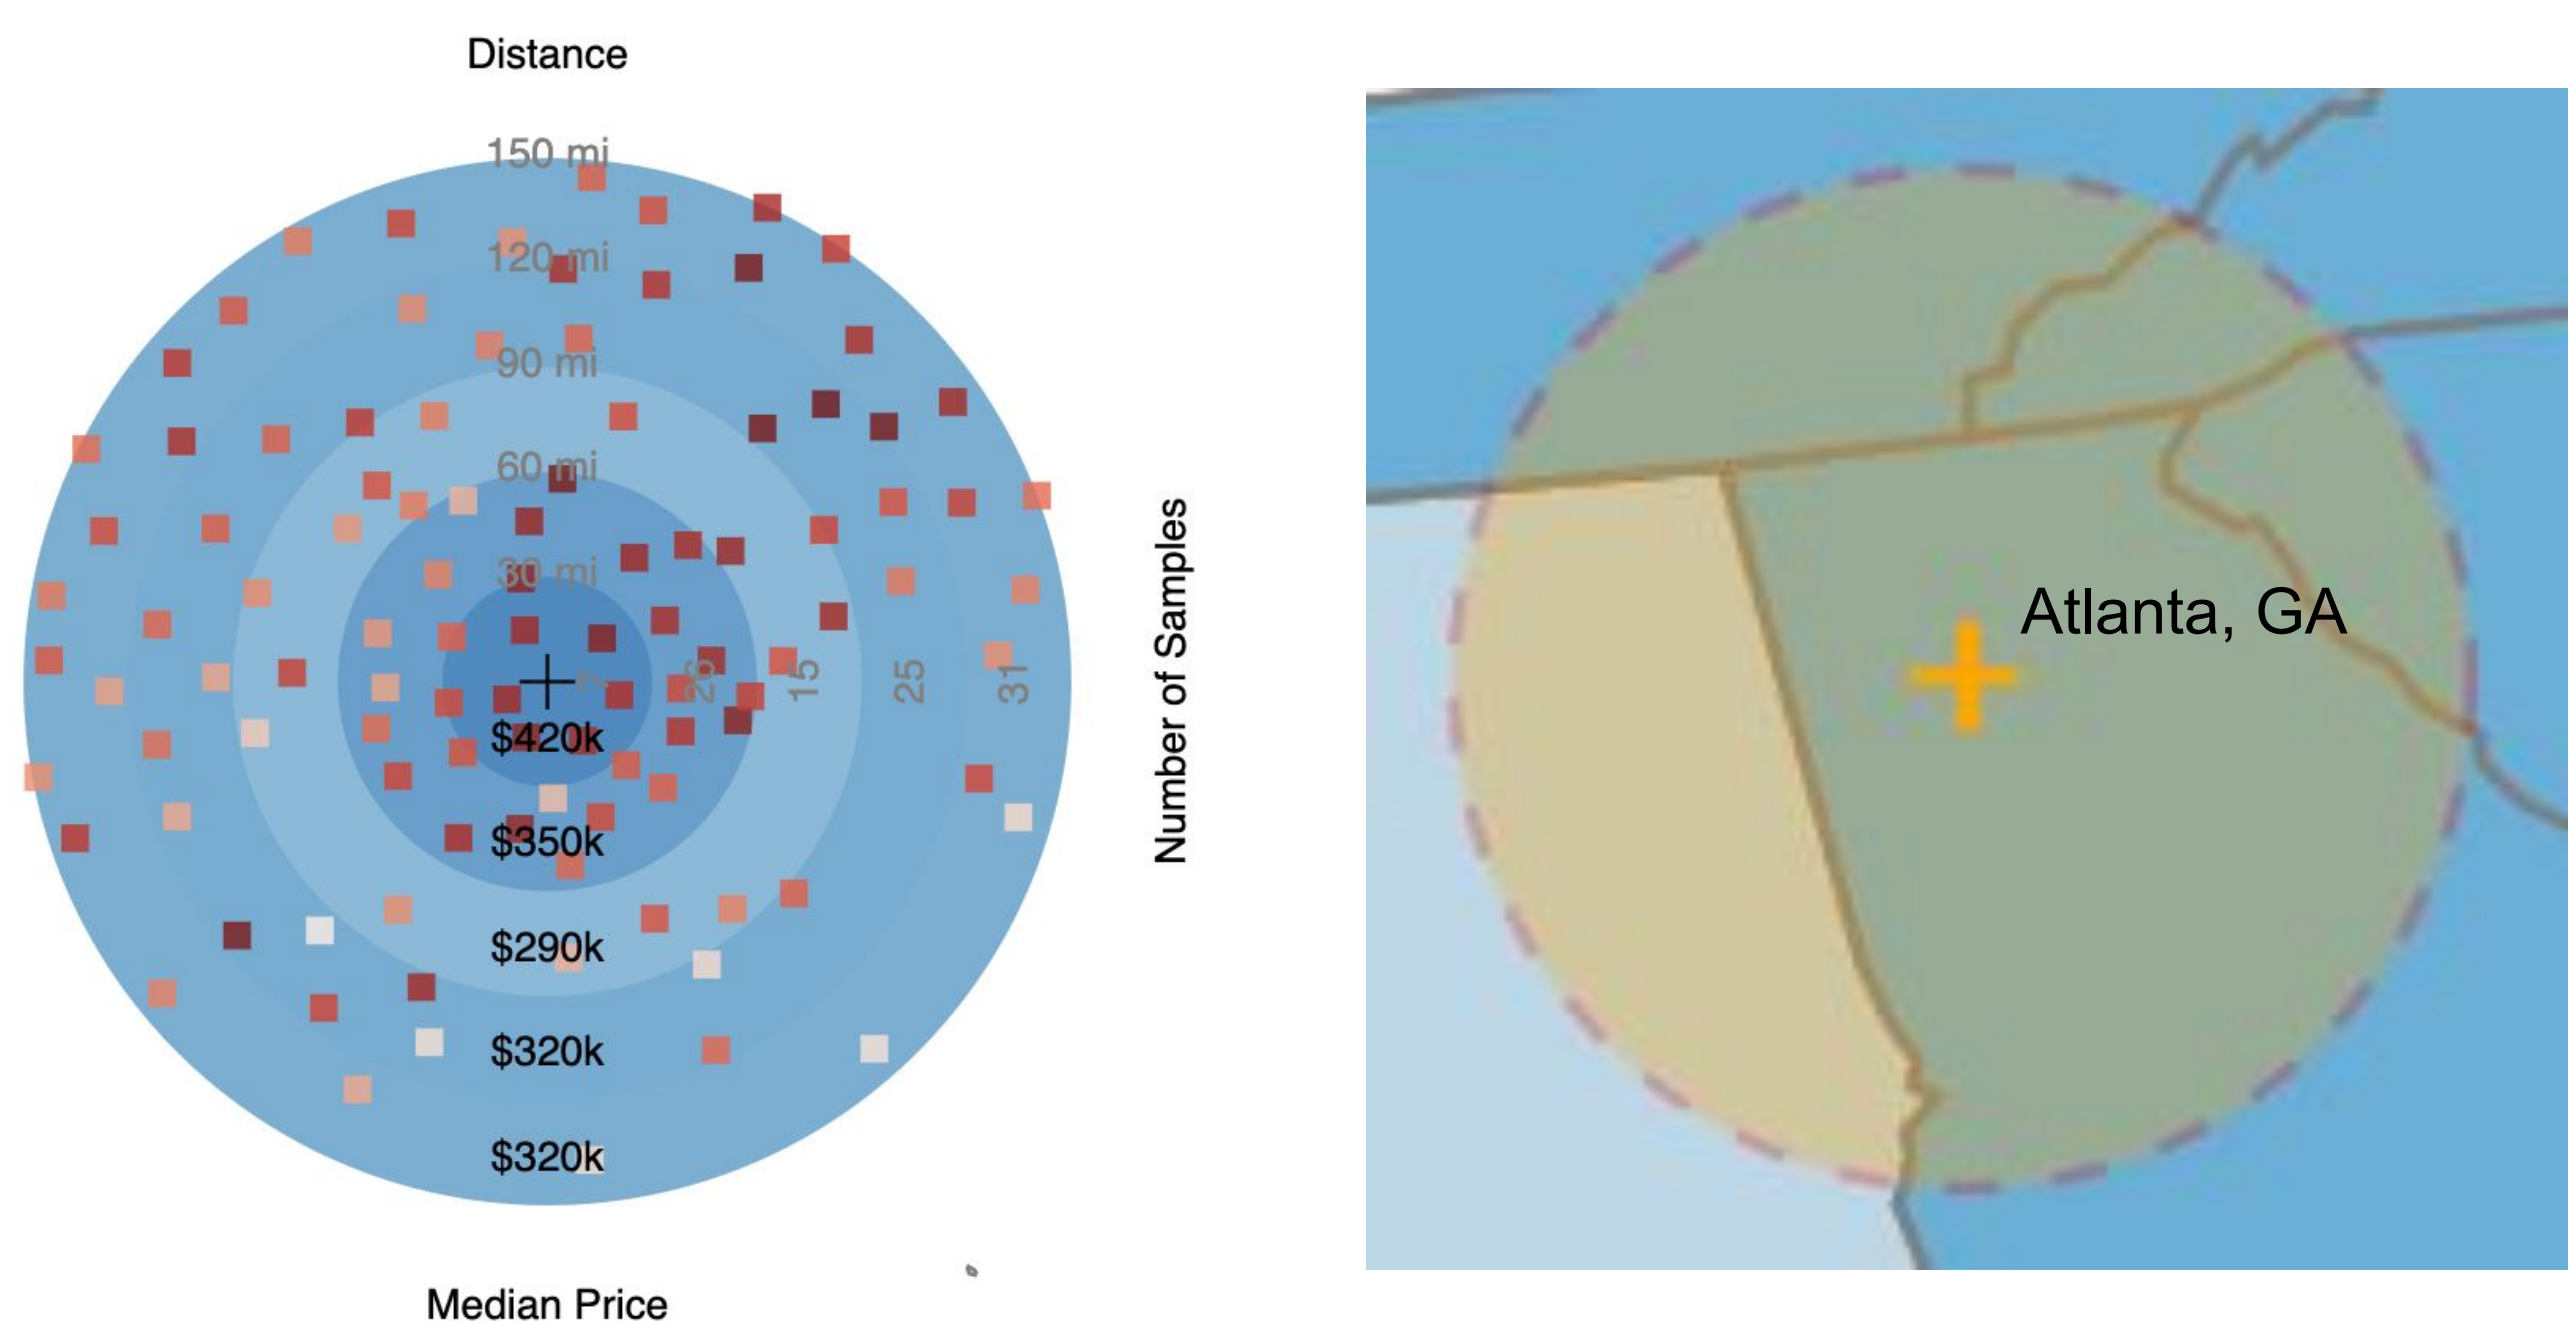 Distance
150 mi
120 mi
90 mi
60 mi
30 mi
7
26
15
25
31
Number of Samples
$420k
$350k
$290k
$320k
$320k
Median Price
Atlanta, GA